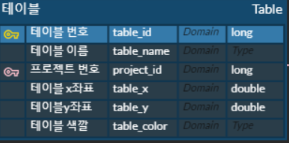 테이블 Table
테이블 번호 table_id Domain long
테이블 이름 table_name Domain Type
프로젝트 번호 project_id Domain long
테이블 x좌표 table_x Domain double
테이블y좌표 table_y Domain double
테이블 색깔 table_color Domain Type